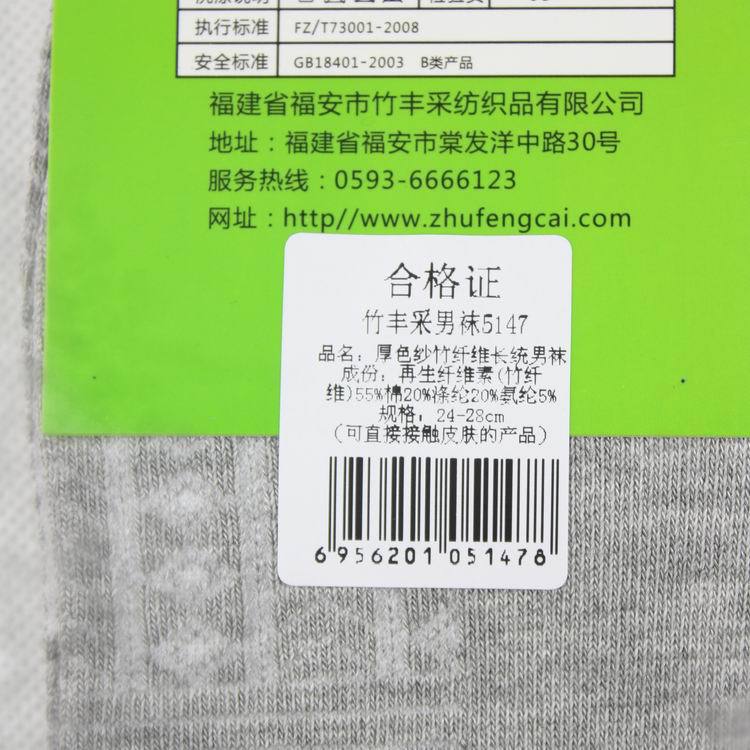 执行标准 FZ/T73001-2008
安全标准 GB18401-2003 B类产品
福建省福安市竹丰采纺织品有限公司
地址：福建省福安市棠发洋中路30号
服务热线：0593-6666123
网址：http//www.zhufengcai.com
合格证
竹丰采男袜5147
品名：厚色纱竹纤维长统男袜
成份：再生纤维素(竹纤
维)55%棉20%涤纶20%氨纶5%
规格：24-28cm
(可直接接触皮肤的产品)
6956201051478